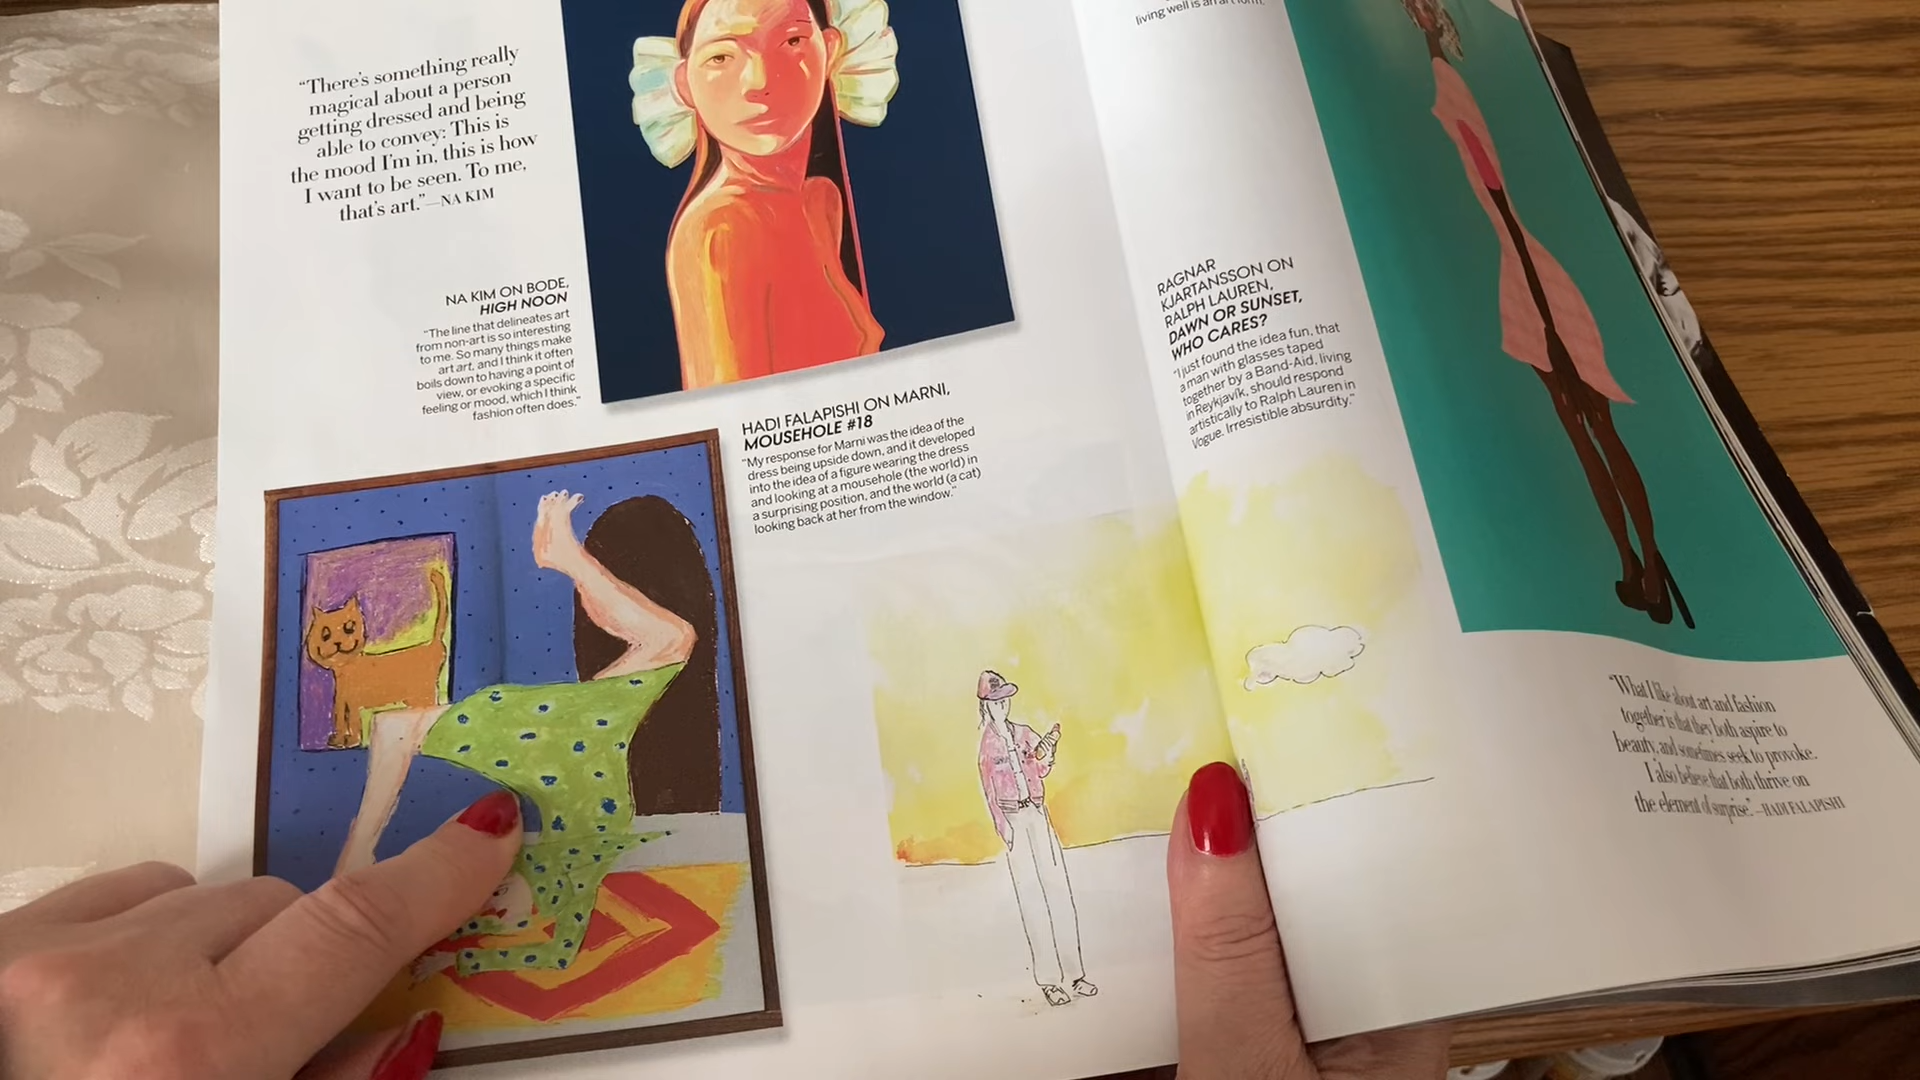 “There’s something really
magical about a person
getting dressed and being
able to convey: This is
the mood I’m in, this is how
I want to be seen. To me,
that’s art.”—NA KIM
NA KIM ON BODE,
HIGH NOON
“The line that delineates art
from non-art is so interesting
to me. So many things make
art art, and I think it often
boils down to having a point of
view, or evoking a specific
feeling or mood, which I think
fashion often does.”
HADI FALAPISHI ON MARNI,
MOUSEHOLE #18
“My response for Marni was the idea of the
dress being upside down, and it developed
into the idea of a figure wearing the dress
and looking at a mousehole (the world) in
a surprising position, and the world (a cat)
looking back at her from the window.”
living well is an art form.
RAGNAR
KJARTANSSON ON
RALPH LAUREN,
DAWN OR SUNSET,
WHO CARES?
“I just found the idea fun, that
a man with glasses taped
together by a Band-Aid, living
in Reykjavík, should respond
artistically to Ralph Lauren in
Vogue. Irresistible absurdity.”
“What I like about art and fashion
together is that they both aspire to
beauty, and sometimes seek to provoke.
I also believe that both thrive on
the element of surprise.”—HADI FALAPISHI